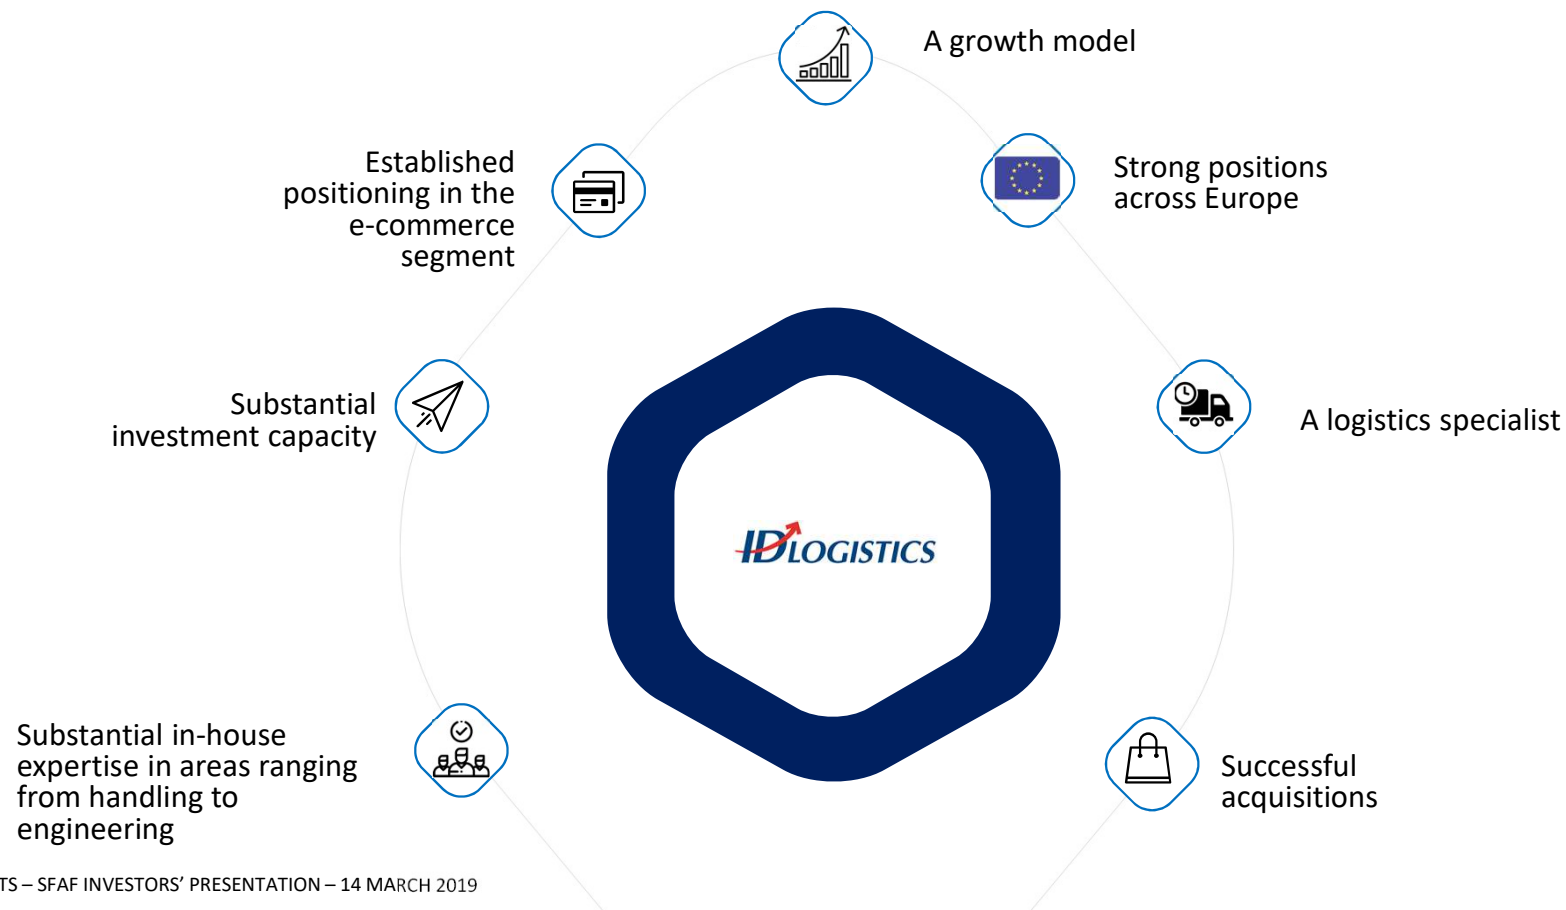 A growth model
Established
positioning in the
e-commerce
segment
Strong positions
across Europe
Substantial
investment capacity
A logistics specialist
IDLOGISTICS
Substantial in-house
expertise in areas ranging
from handling to
engineering
Successful
acquisitions
TS – SFAF INVESTORS' PRESENTATION – 14 MARCH 2019